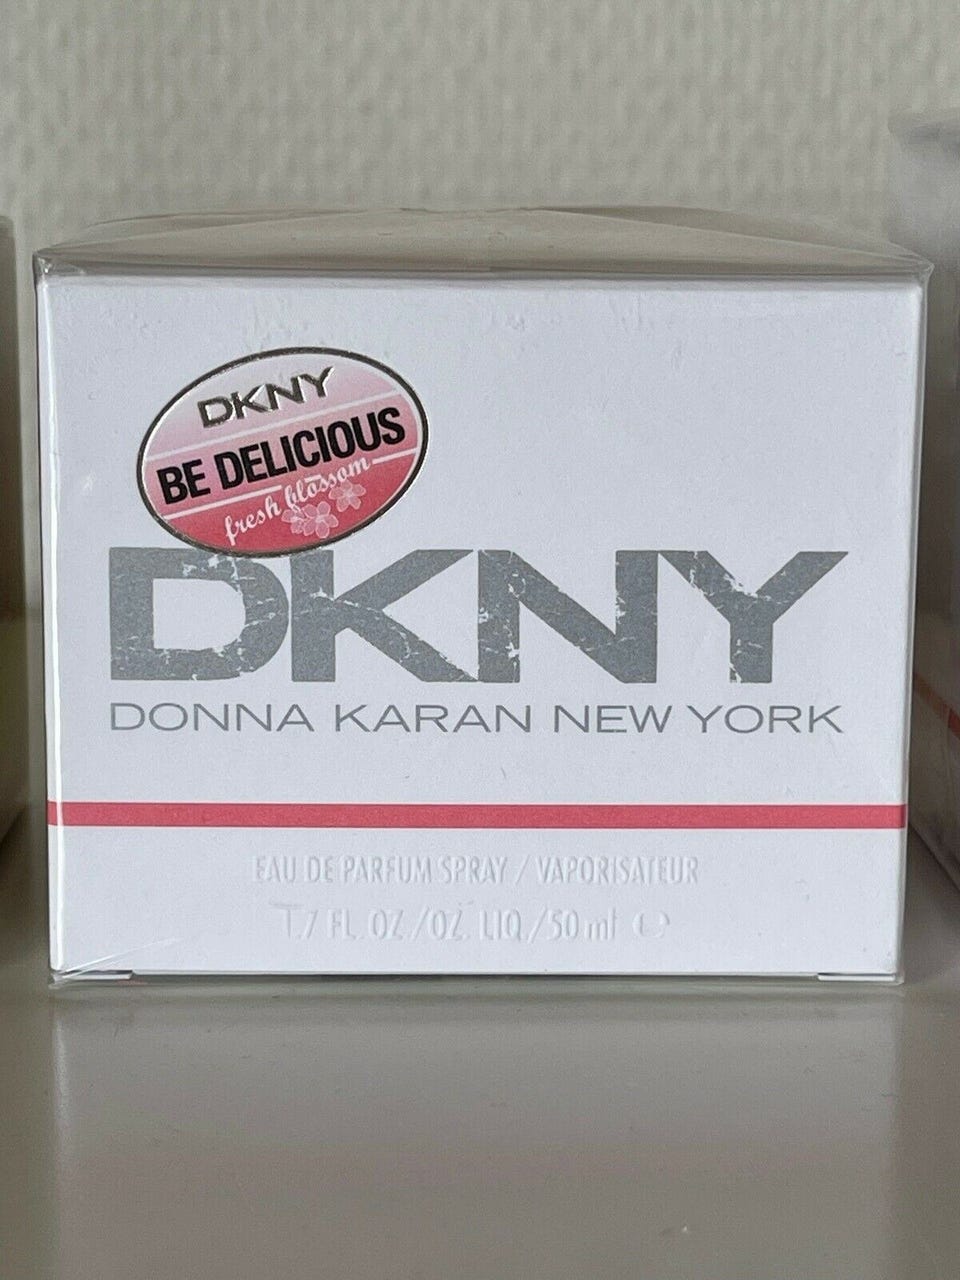 DKNY
BE DELICIOUS
fresh blossom
DKNY
DONNA KARAN NEW YORK
EAU DE PARFUM SPRAY / VAPORISATEUR
1.7 FL. OZ./OZ. LIQ/50 ml ℮